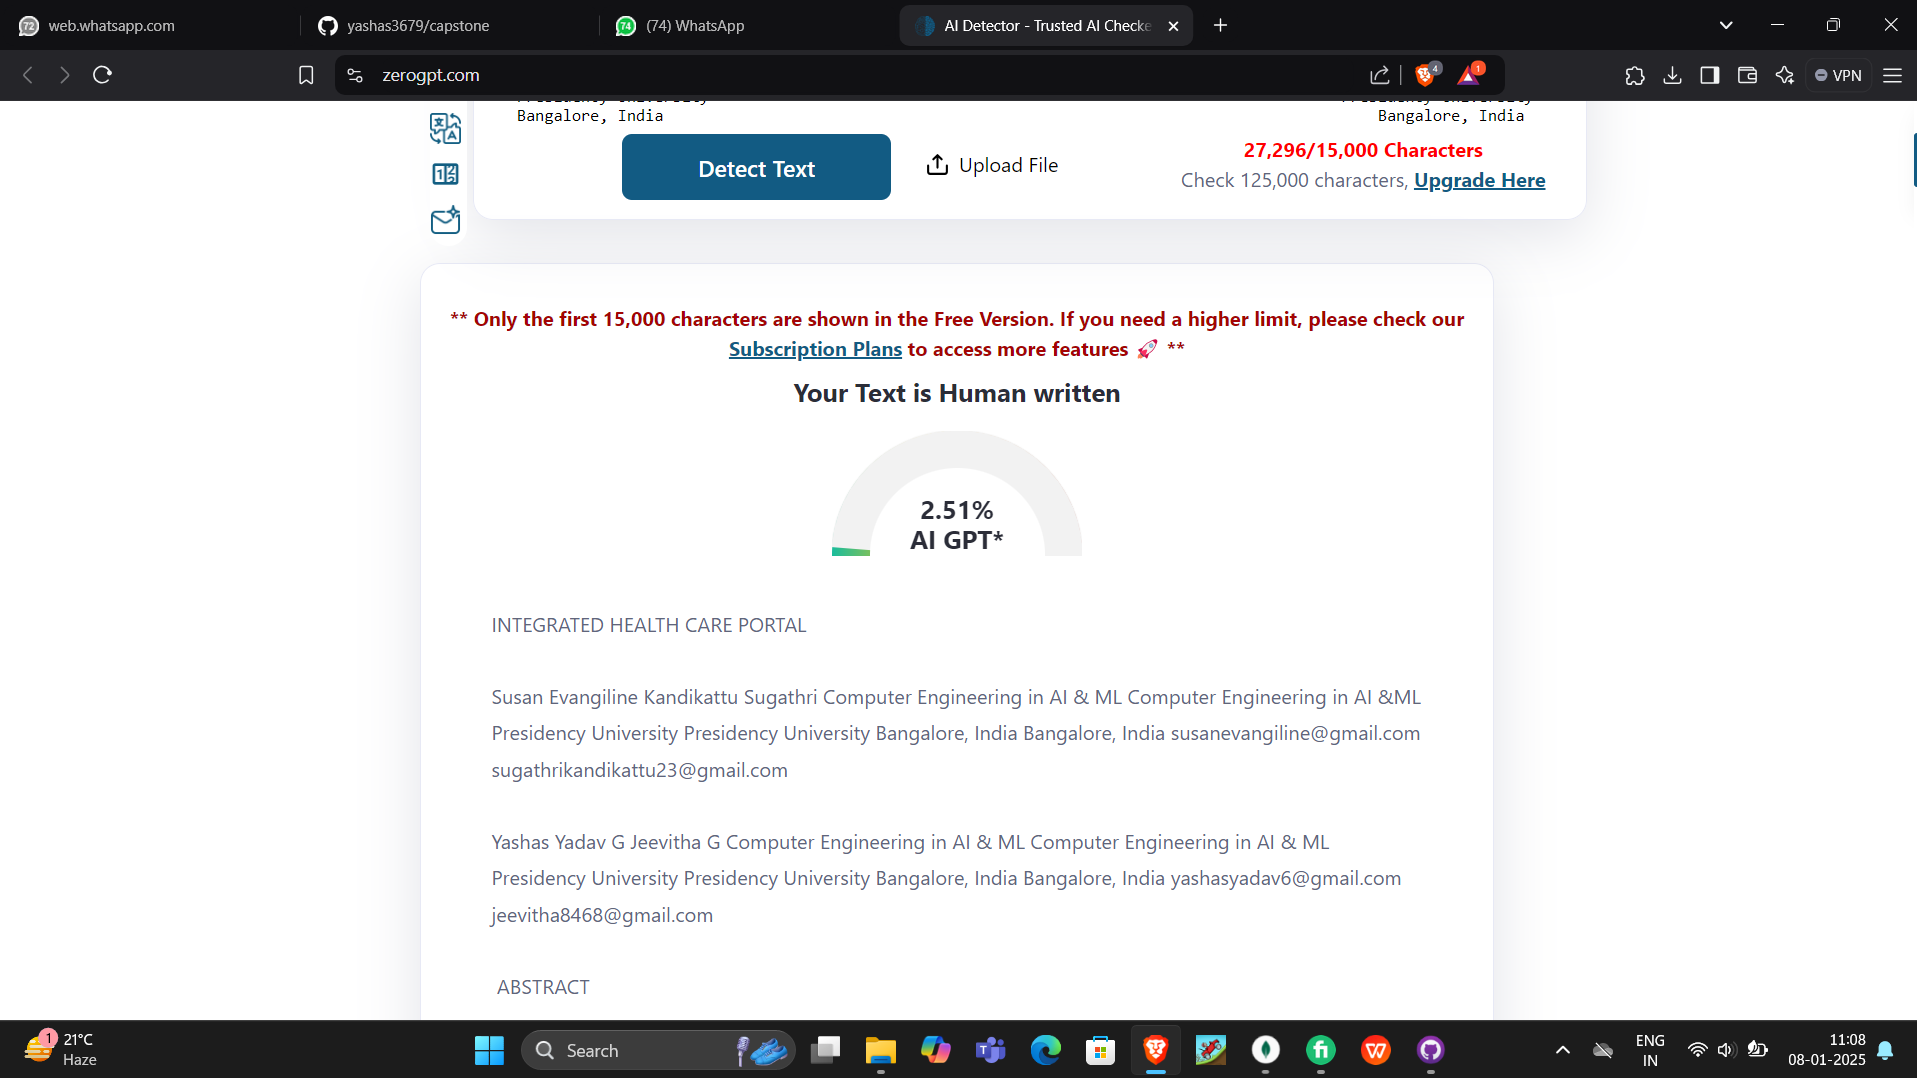 72 web.whatsapp.com
yashas3679/capstone
74 (74) WhatsApp
AI Detector - Trusted AI Checke
zerogpt.com
4
1
VPN
Bangalore, India
Bangalore, India
Detect Text
Upload File
27,296/15,000 Characters
Check 125,000 characters, Upgrade Here
** Only the first 15,000 characters are shown in the Free Version. If you need a higher limit, please check our
Subscription Plans to access more features 🚀 **
Your Text is Human written
2.51%
AI GPT*
INTEGRATED HEALTH CARE PORTAL
Susan Evangiline Kandikattu Sugathri Computer Engineering in AI & ML Computer Engineering in AI &ML
Presidency University Presidency University Bangalore, India Bangalore, India susanevangiline@gmail.com
sugathrikandikattu23@gmail.com
Yashas Yadav G Jeevitha G Computer Engineering in AI & ML Computer Engineering in AI & ML
Presidency University Presidency University Bangalore, India Bangalore, India yashasyadav6@gmail.com
jeevitha8468@gmail.com
ABSTRACT
1
21°C
Haze
Search
ENG
IN
11:08
08-01-2025